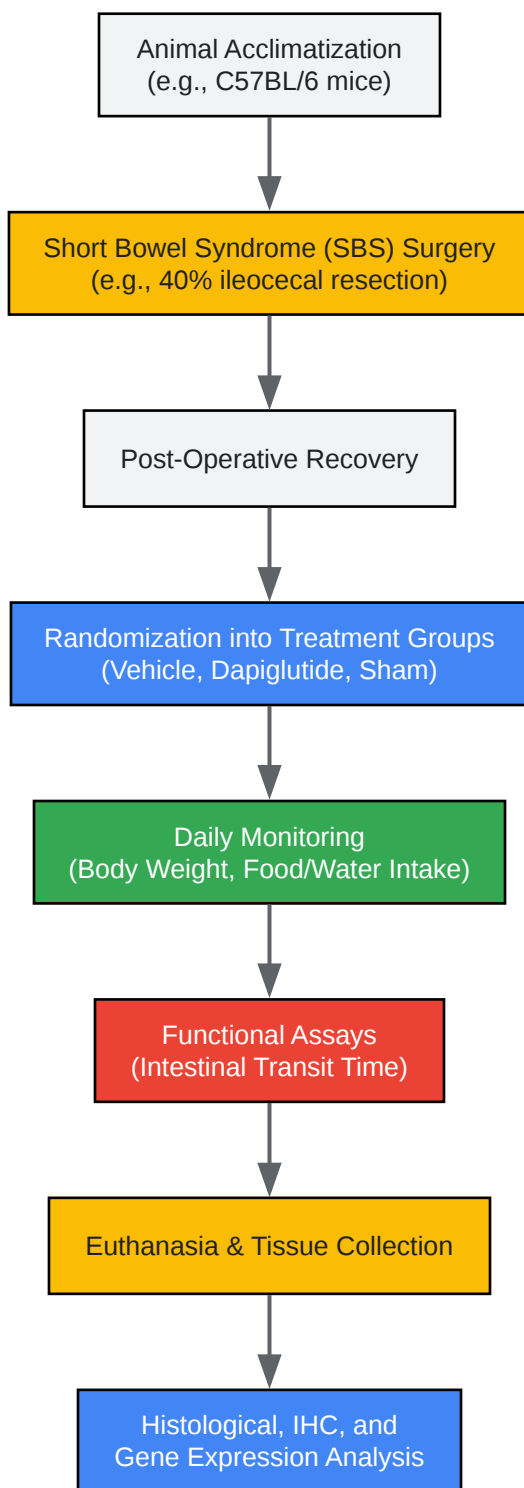 Animal Acclimatization
(e.g., C57BL/6 mice)
Short Bowel Syndrome (SBS) Surgery
(e.g., 40% ileocecal resection)
Post-Operative Recovery
Randomization into Treatment Groups
(Vehicle, Dapiglutide, Sham)
Daily Monitoring
(Body Weight, Food/Water Intake)
Functional Assays
(Intestinal Transit Time)
Euthanasia & Tissue Collection
Histological, IHC, and
Gene Expression Analysis